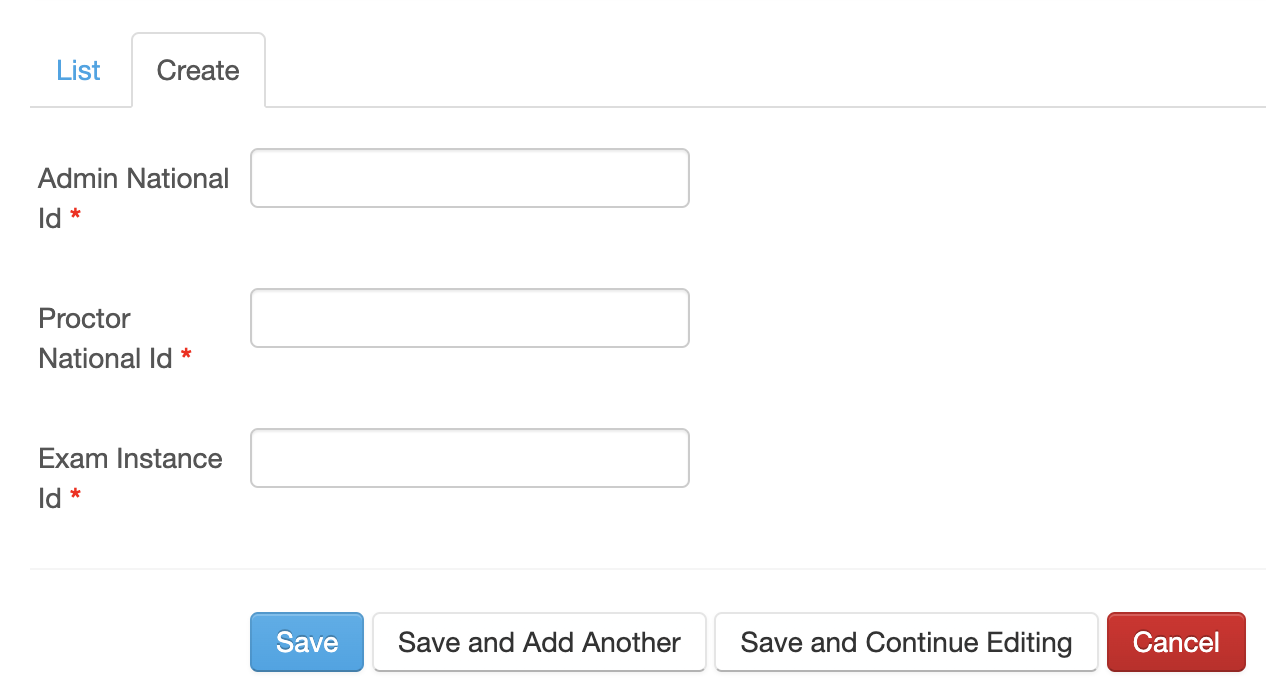 List Create
Admin National
Id *
Proctor
National Id *
Exam Instance
Id *
Save Save and Add Another Save and Continue Editing Cancel